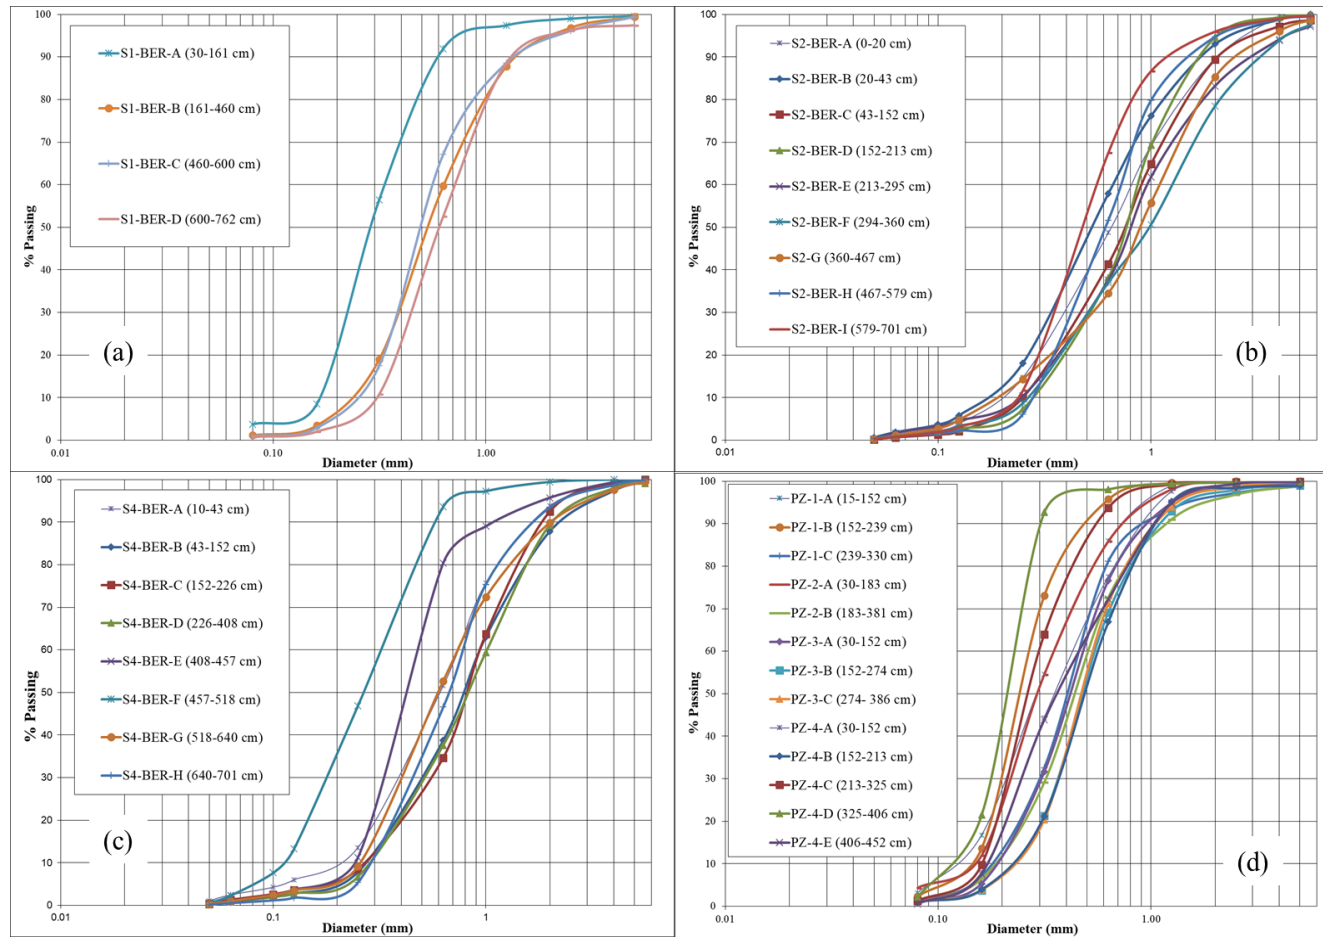 100
90
80
70
60
50
40
30
20
10
0
% Passing
0.01
0.10
1.00
Diameter (mm)
S1-BER-A (30-161 cm)
S1-BER-B (161-460 cm)
S1-BER-C (460-600 cm)
S1-BER-D (600-762 cm)
(a)
100
90
80
70
60
50
40
30
20
10
0
% Passing
0.01
0.1
1
Diameter (mm)
S2-BER-A (0-20 cm)
S2-BER-B (20-43 cm)
S2-BER-C (43-152 cm)
S2-BER-D (152-213 cm)
S2-BER-E (213-295 cm)
S2-BER-F (294-360 cm)
S2-G (360-467 cm)
S2-BER-H (467-579 cm)
S2-BER-I (579-701 cm)
(b)
100
90
80
70
60
50
40
30
20
10
0
% Passing
0.01
0.1
1
Diameter (mm)
S4-BER-A (10-43 cm)
S4-BER-B (43-152 cm)
S4-BER-C (152-226 cm)
S4-BER-D (226-408 cm)
S4-BER-E (408-457 cm)
S4-BER-F (457-518 cm)
S4-BER-G (518-640 cm)
S4-BER-H (640-701 cm)
(c)
100
90
80
70
60
50
40
30
20
10
0
% Passing
0.01
0.10
1.00
Diameter (mm)
PZ-1-A (15-152 cm)
PZ-1-B (152-239 cm)
PZ-1-C (239-330 cm)
PZ-2-A (30-183 cm)
PZ-2-B (183-381 cm)
PZ-3-A (30-152 cm)
PZ-3-B (152-274 cm)
PZ-3-C (274- 386 cm)
PZ-4-A (30-152 cm)
PZ-4-B (152-213 cm)
PZ-4-C (213-325 cm)
PZ-4-D (325-406 cm)
PZ-4-E (406-452 cm)
(d)